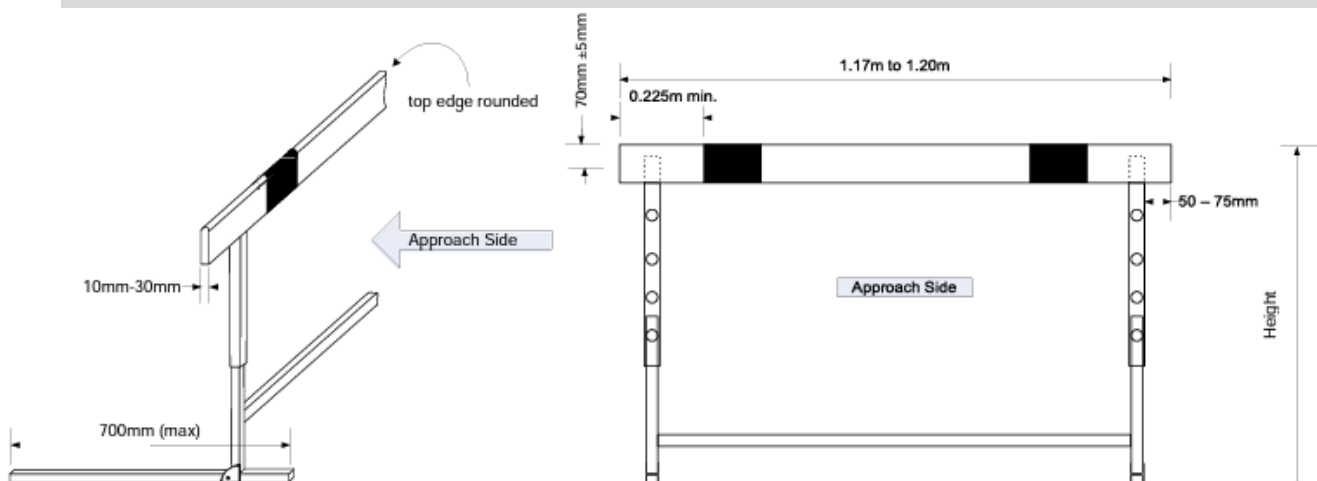 top edge rounded
Approach Side
10mm-30mm
700mm (max)
70mm ±5mm
1.17m to 1.20m
0.225m min.
50 – 75mm
Approach Side
Height